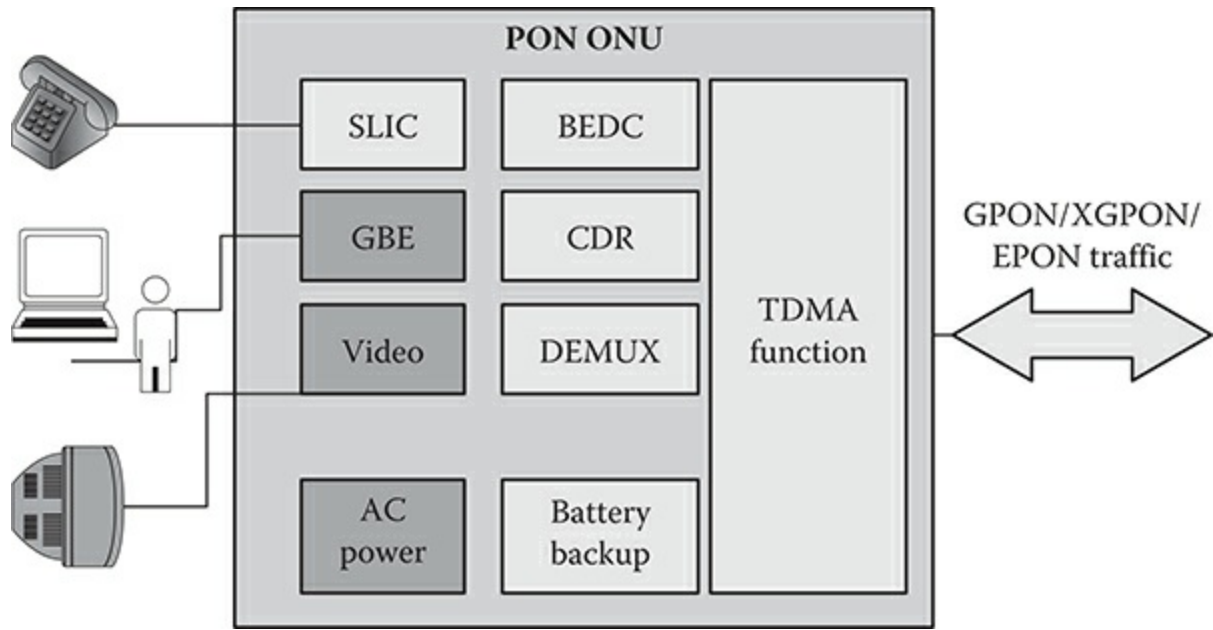 PON ONU
SLIC
BEDC
GBE
CDR
Video
DEMUX
TDMA
function
AC
power
Battery
backup
GPON/XGPON/
EPON traffic